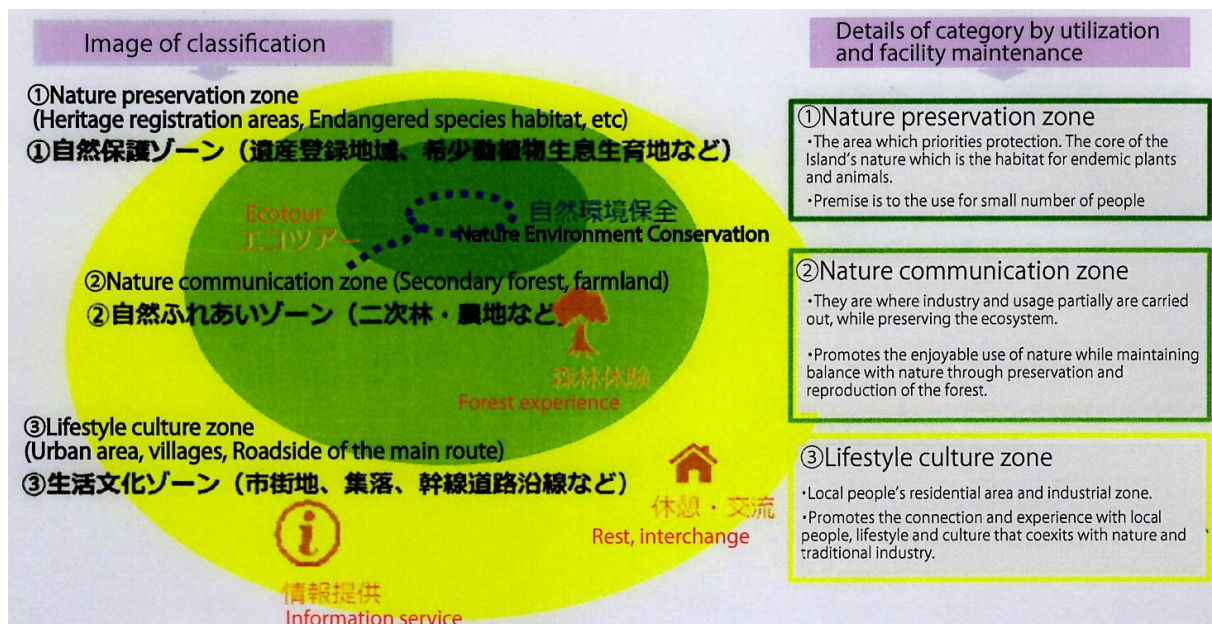 Image of classification
①Nature preservation zone
(Heritage registration areas, Endangered species habitat, etc)
①自然保護ゾーン（遺産登録地域、希少動植物生息生育地など）
Ecotour
エコツアー
自然環境保全
Nature Environment Conservation
②Nature communication zone (Secondary forest, farmland)
②自然ふれあいゾーン（二次林・農地など）
森林体験
Forest experience
③Lifestyle culture zone
(Urban area, villages, Roadside of the main route)
③生活文化ゾーン（市街地、集落、幹線道路沿線など）
休憩・交流
Rest, interchange
i
情報提供
Information service
Details of category by utilization
and facility maintenance
①Nature preservation zone
・The area which priorities protection. The core of the
Island's nature which is the habitat for endemic plants
and animals.
・Premise is to the use for small number of people
②Nature communication zone
・They are where industry and usage partially are carried
out, while preserving the ecosystem.
・Promotes the enjoyable use of nature while maintaining
balance with nature through preservation and
reproduction of the forest.
③Lifestyle culture zone
・Local people's residential area and industrial zone.
・Promotes the connection and experience with local
people, lifestyle and culture that coexits with nature and
traditional industry.